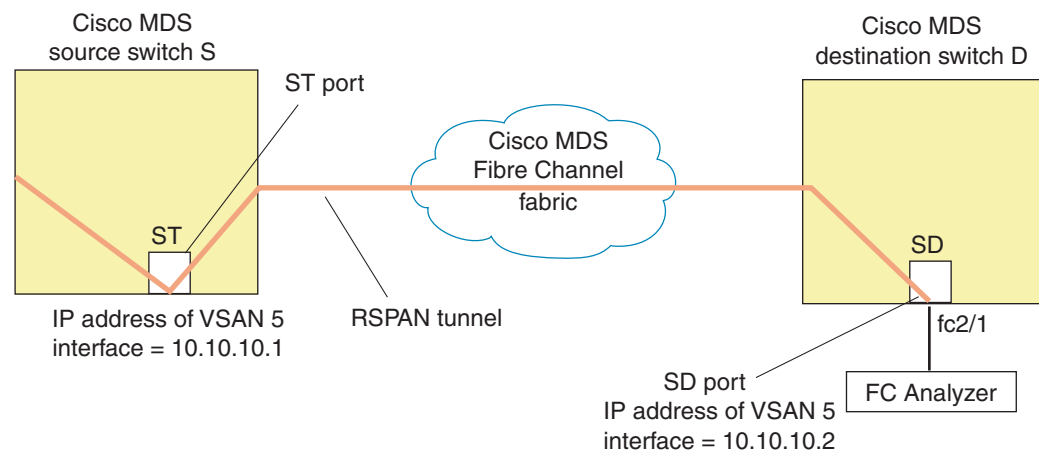 Cisco MDS
source switch S
ST port
Cisco MDS
Fibre Channel
fabric
Cisco MDS
destination switch D
ST
SD
IP address of VSAN 5
interface = 10.10.10.1
RSPAN tunnel
fc2/1
SD port
IP address of VSAN 5
interface = 10.10.10.2
FC Analyzer